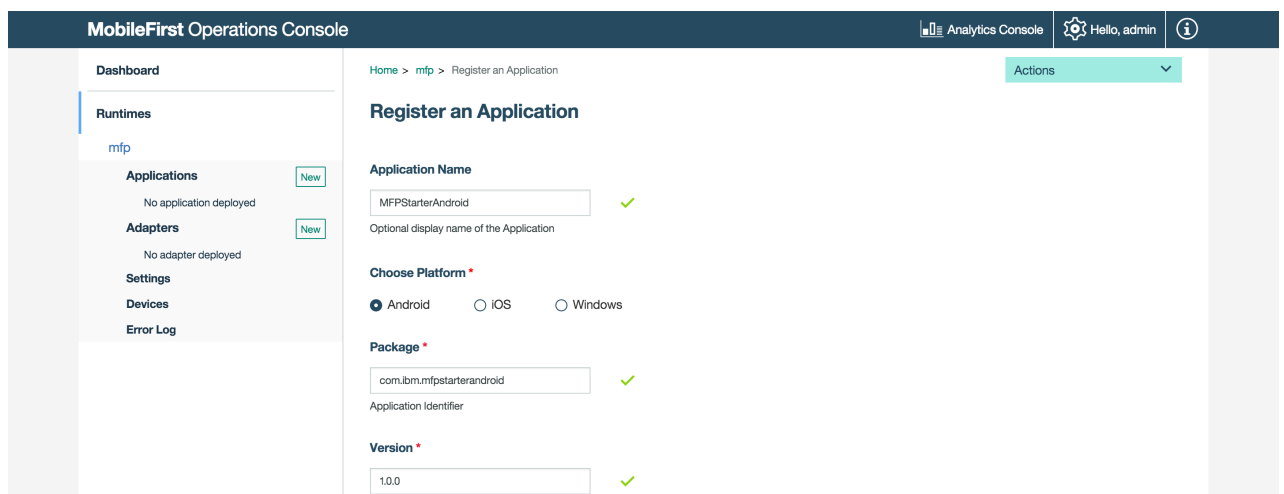 MobileFirst Operations Console
Analytics Console
Hello, admin
Dashboard
Runtimes
mfp
Applications
New
No application deployed
Adapters
New
No adapter deployed
Settings
Devices
Error Log
Home > mfp > Register an Application
Actions
Register an Application
Application Name
MFPStarterAndroid
Optional display name of the Application
Choose Platform *
Android iOS Windows
Package *
com.ibm.mfpstarterandroid
Application Identifier
Version *
1.0.0